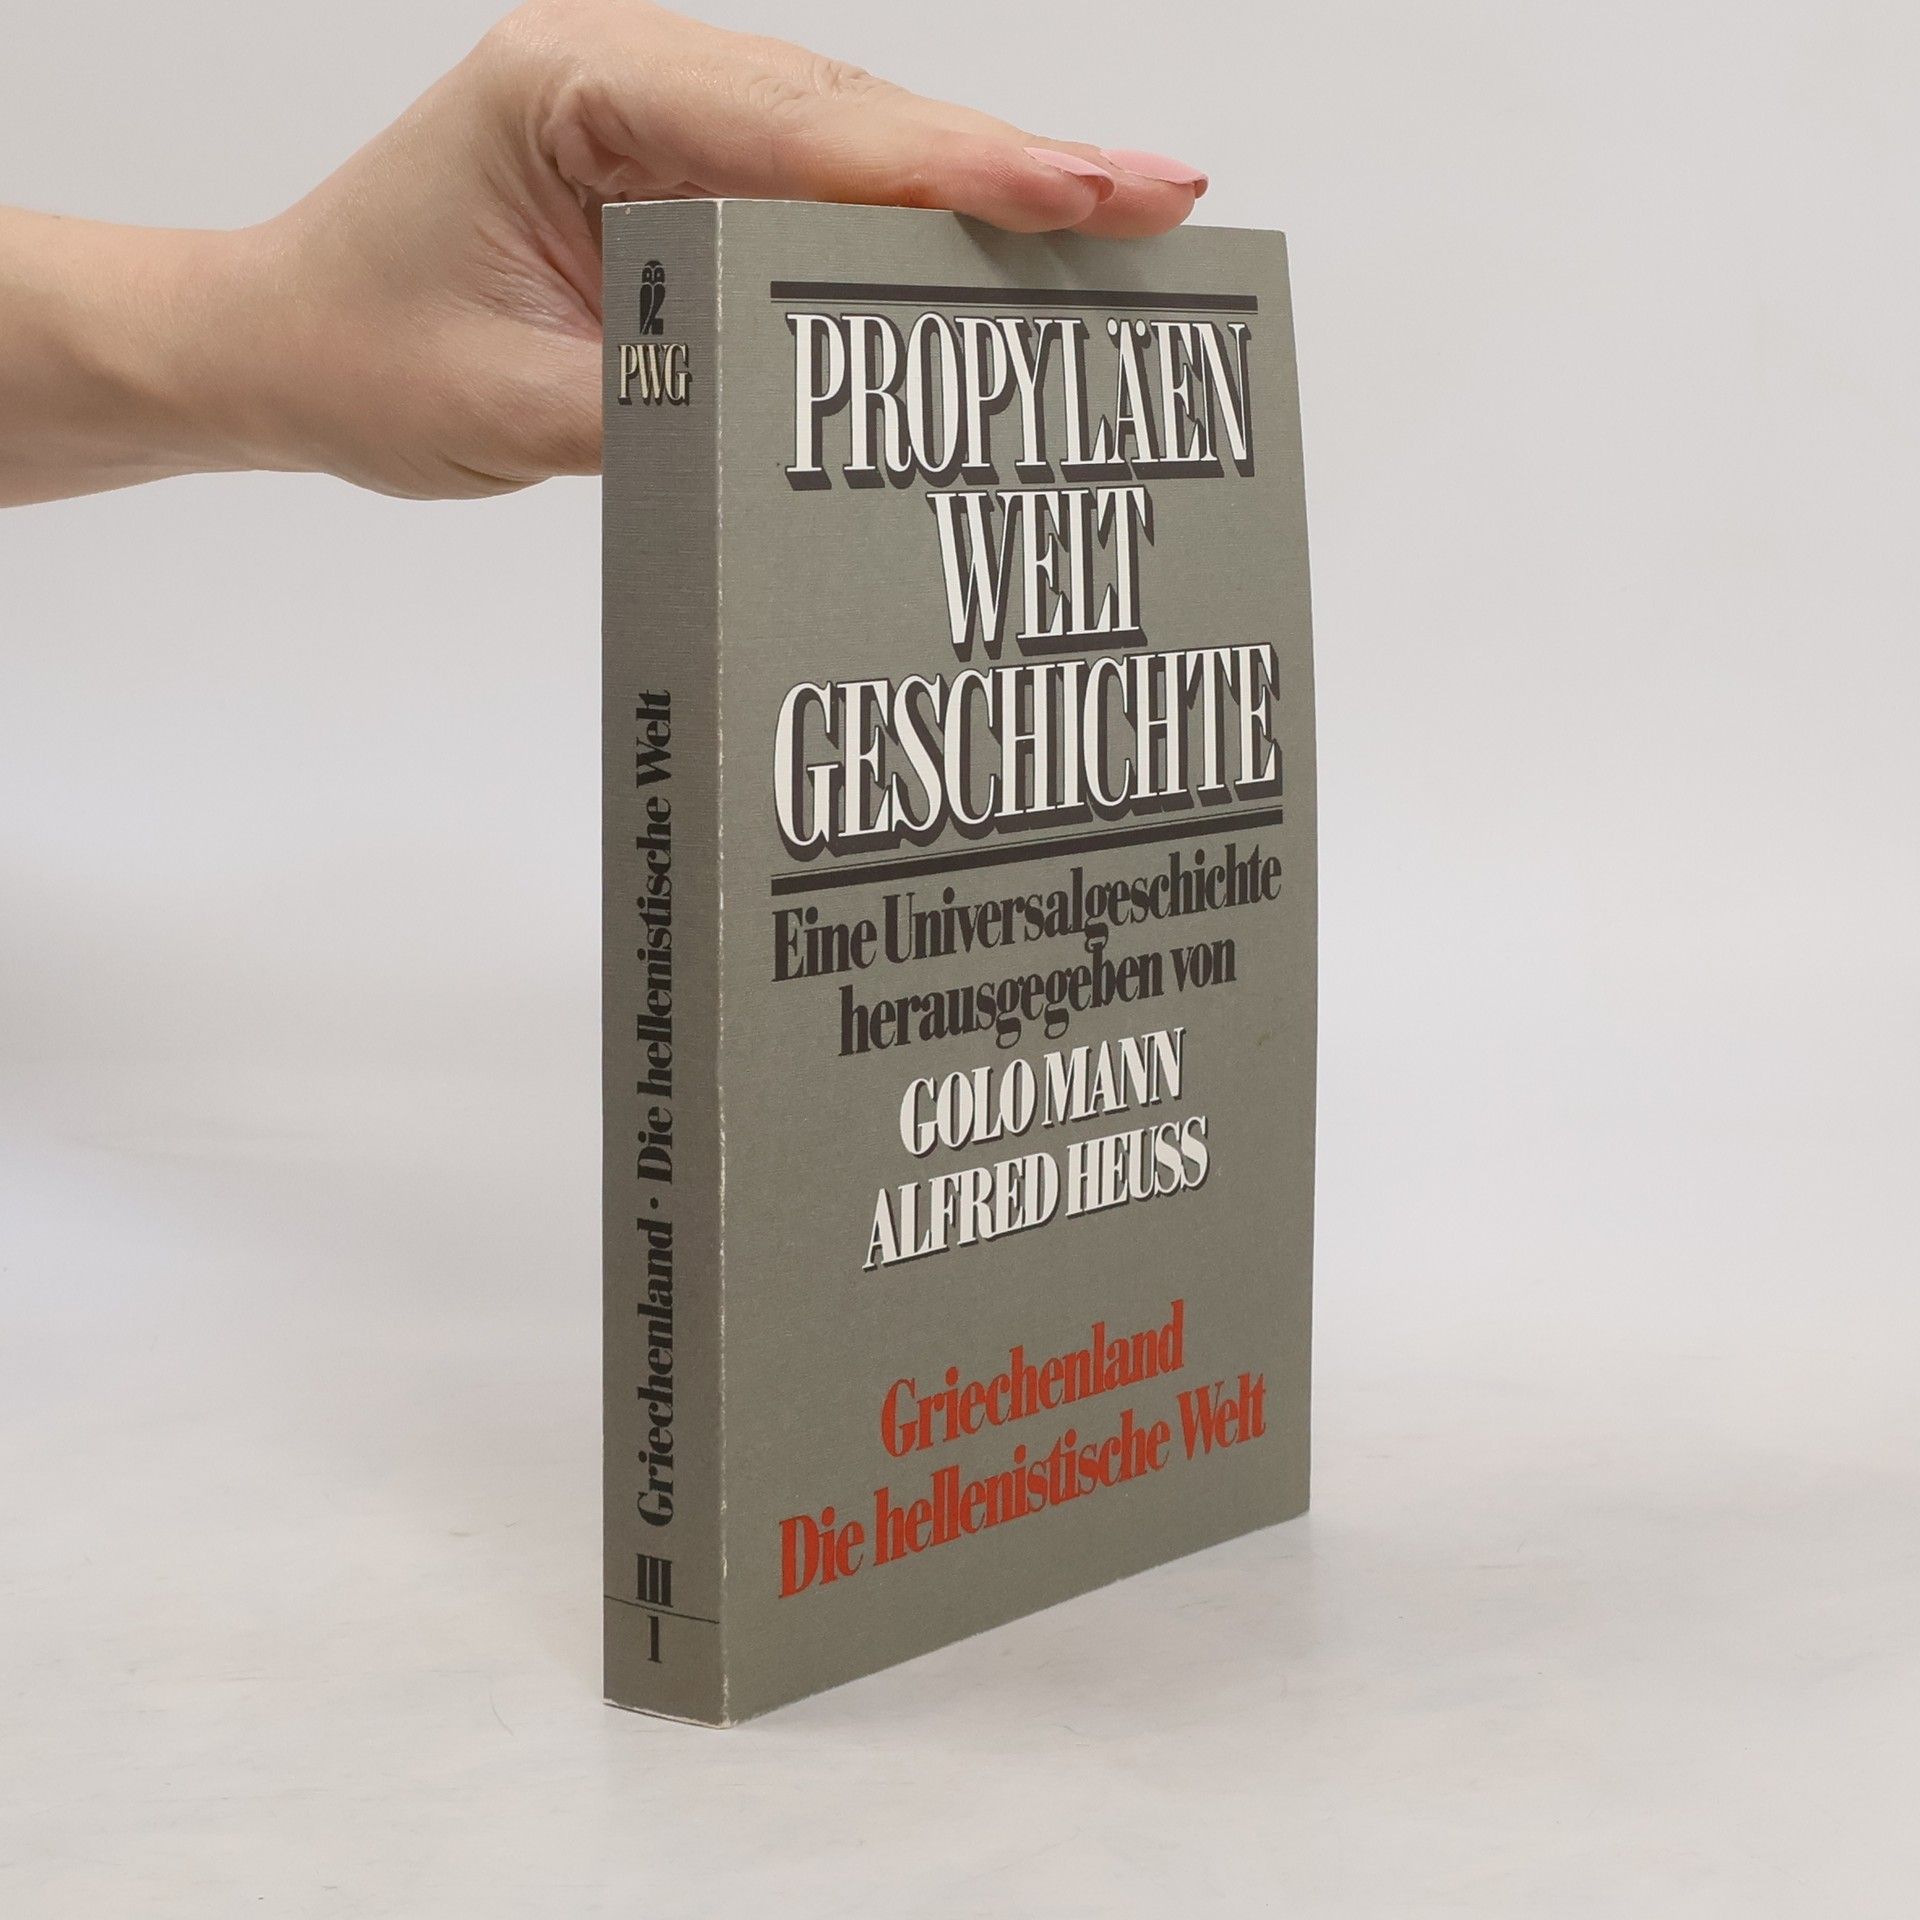 PWG
Griechenland · Die hellenistische Welt
III
1
PROPYLÄEN
WELT
GESCHICHTE
Eine Universalgeschichte
herausgegeben von
GOLO MANN
ALFRED HEUSS
Griechenland
Die hellenistische Welt